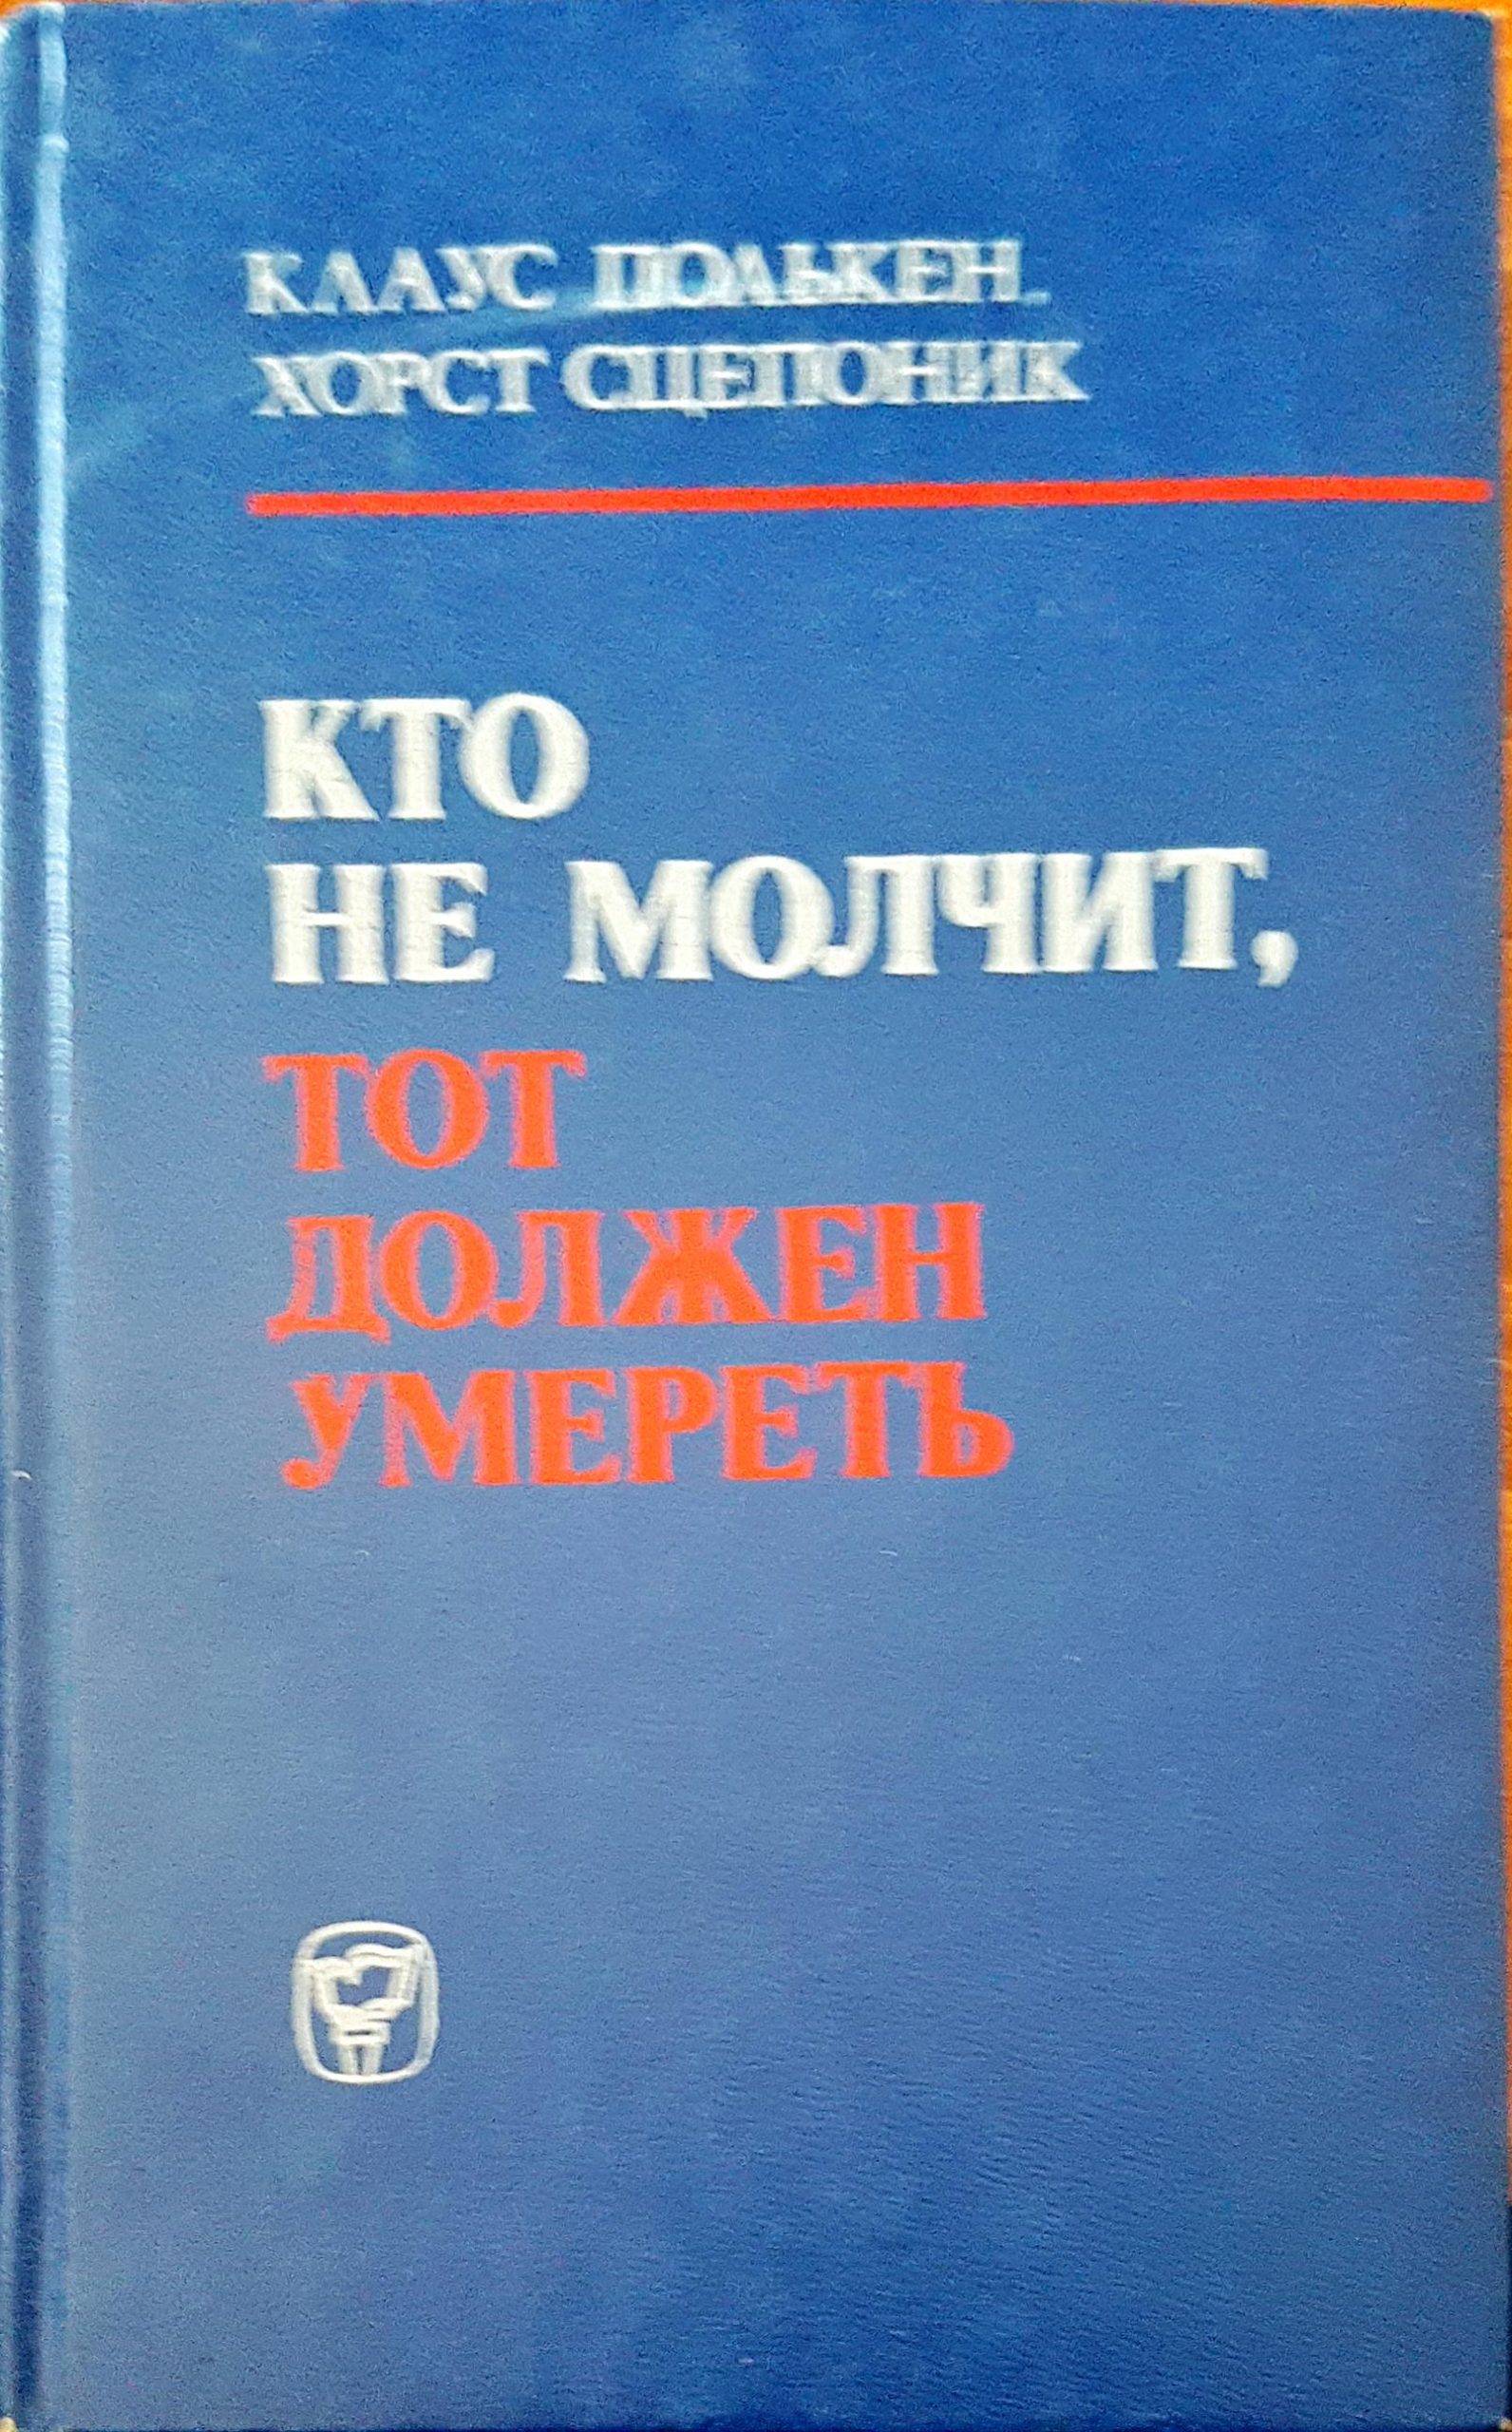 КЛАУС ПОЛЬКЕН
ХОРСТ СЦЕПОНИК
КТО
НЕ МОЛЧИТ,
ТОТ
ДОЛЖЕН
УМЕРЕТЬ